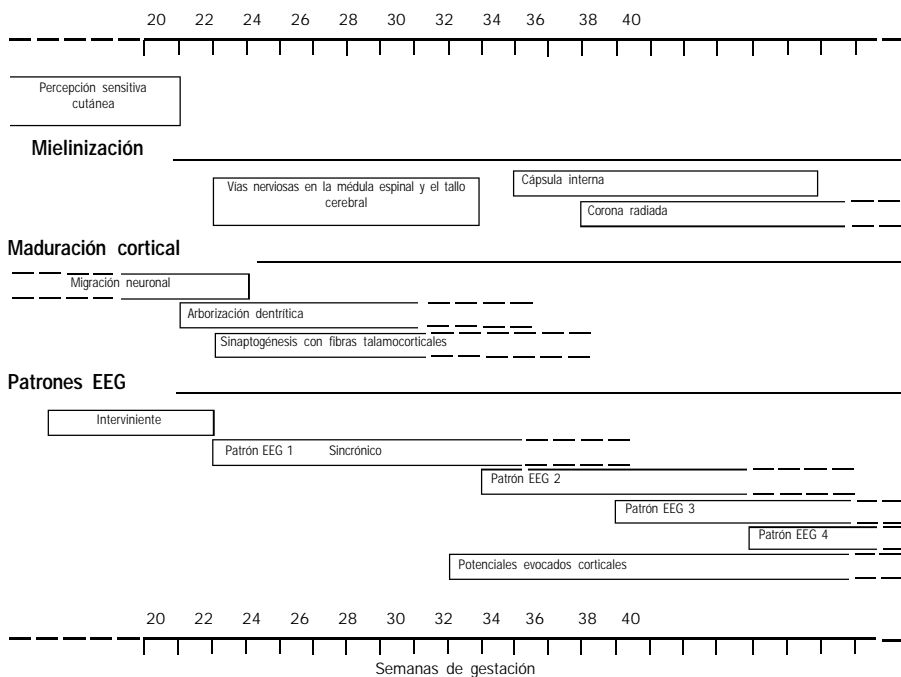 20 22 24 26 28 30 32 34 36 38 40
Percepción sensitiva
cutánea
Mielinización
Vías nerviosas en la médula espinal y el tallo
cerebral
Cápsula interna
Corona radiada
Maduración cortical
Migración neuronal
Arborización dentrítica
Sinaptogénesis con fibras talamocorticales
Patrones EEG
Interviniente
Patrón EEG 1 Sincrónico
Patrón EEG 2
Patrón EEG 3
Patrón EEG 4
Potenciales evocados corticales
20 22 24 26 28 30 32 34 36 38 40
Semanas de gestación